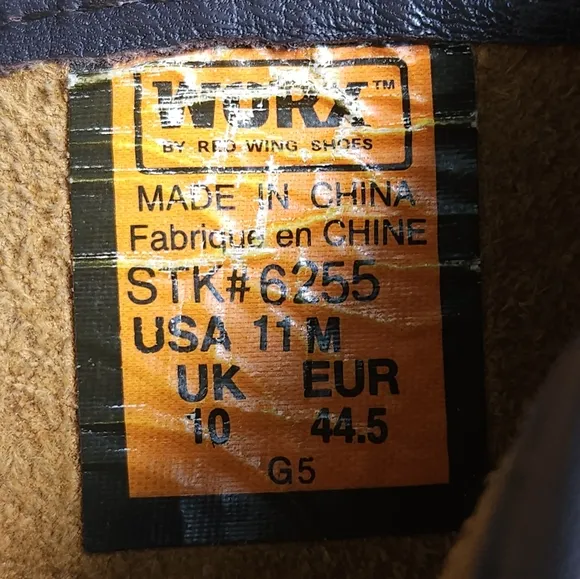 WORX™
BY RED WING SHOES
MADE IN CHINA
Fabrique en CHINE
STK# 6255
USA 11 M
UK EUR
10 44.5
G5